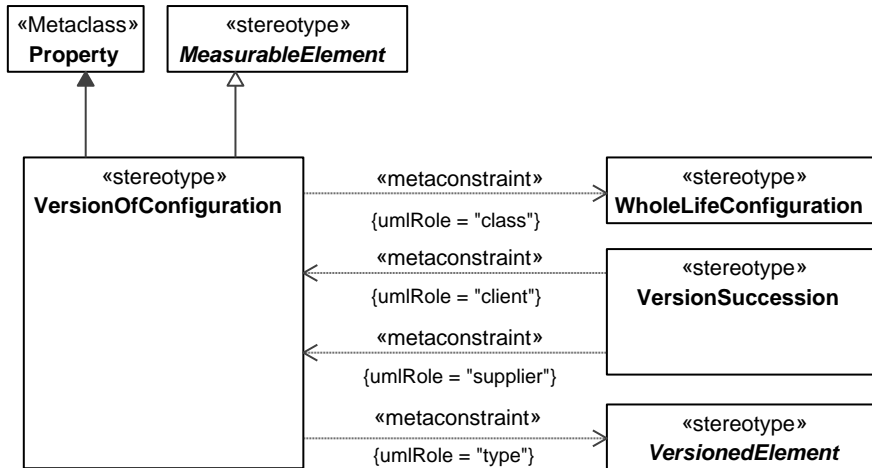 «Metaclass»
Property
«stereotype»
MeasurableElement
«stereotype»
VersionOfConfiguration
«metaconstraint»
{umlRole = "class"}
«stereotype»
WholeLifeConfiguration
«metaconstraint»
{umlRole = "client"}
«stereotype»
VersionSuccession
«metaconstraint»
{umlRole = "supplier"}
«metaconstraint»
{umlRole = "type"}
«stereotype»
VersionedElement